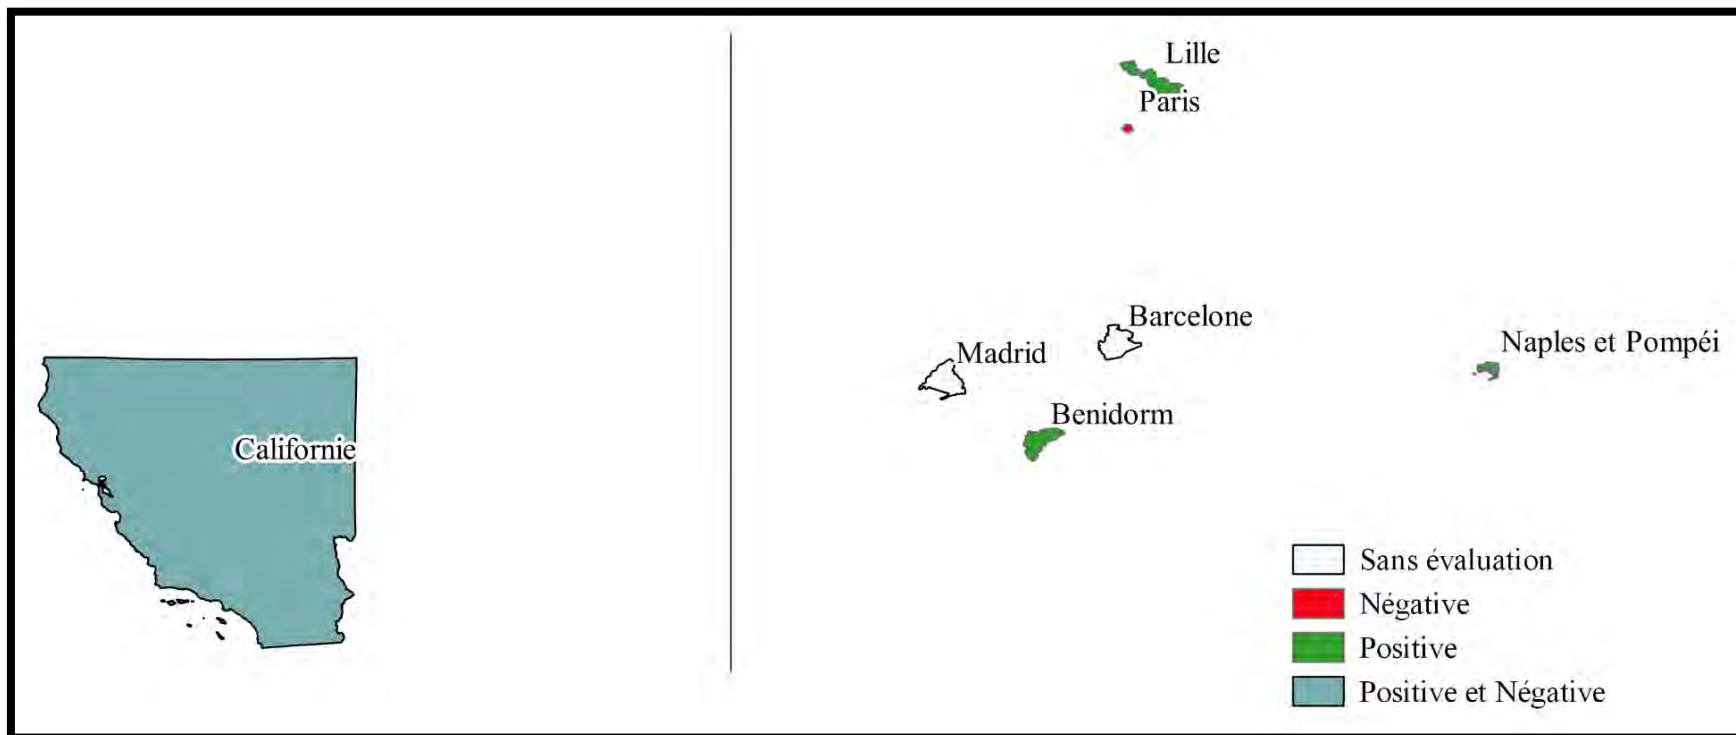 Lille
Paris
Barcelone
Madrid
Naples et Pompéi
Benidorm
Californie
Sans évaluation
Négative
Positive
Positive et Négative